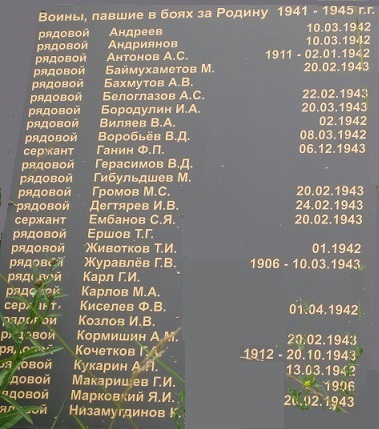 Воины, павшие в боях за Родину 1941 - 1945 г.г.
рядовой Андреев 10.03.1942
рядовой Андриянов 10.03.1942
рядовой Антонов А.С. 1911 - 02.01.1942
рядовой Баймухаметов М. 20.02.1943
рядовой Бахмутов А.В.
рядовой Белоглазов А.С. 22.02.1943
рядовой Бородулин И.А. 20.03.1943
рядовой Виляев В.А. 02.1942
рядовой Воробьёв В.Д. 08.03.1942
сержант Ганин Ф.П. 06.12.1943
рядовой Герасимов В.Д.
рядовой Гибульдшев М.
рядовой Громов М.С. 20.02.1943
рядовой Дегтярев И.В. 24.02.1943
сержант Ембанов С.Я. 20.02.1943
рядовой Ершов Т.Г.
рядовой Животков Т.И. 01.1942
рядовой Журавлёв Г.В. 1906 - 10.03.1943
рядовой Карл Г.И.
рядовой Карлов М.А.
сержант Киселев Ф.В. 01.04.1942
рядовой Козлов И.В.
рядовой Кормишин А.М. 20.02.1943
рядовой Кочетков 1912 - 20.10.1943
рядовой Кукарин А.Н. 13.03.1942
рядовой Макарищев Г.И. 1906
рядовой Марковкий Я.И. 20.02.1943
рядовой Низамутдинов К.